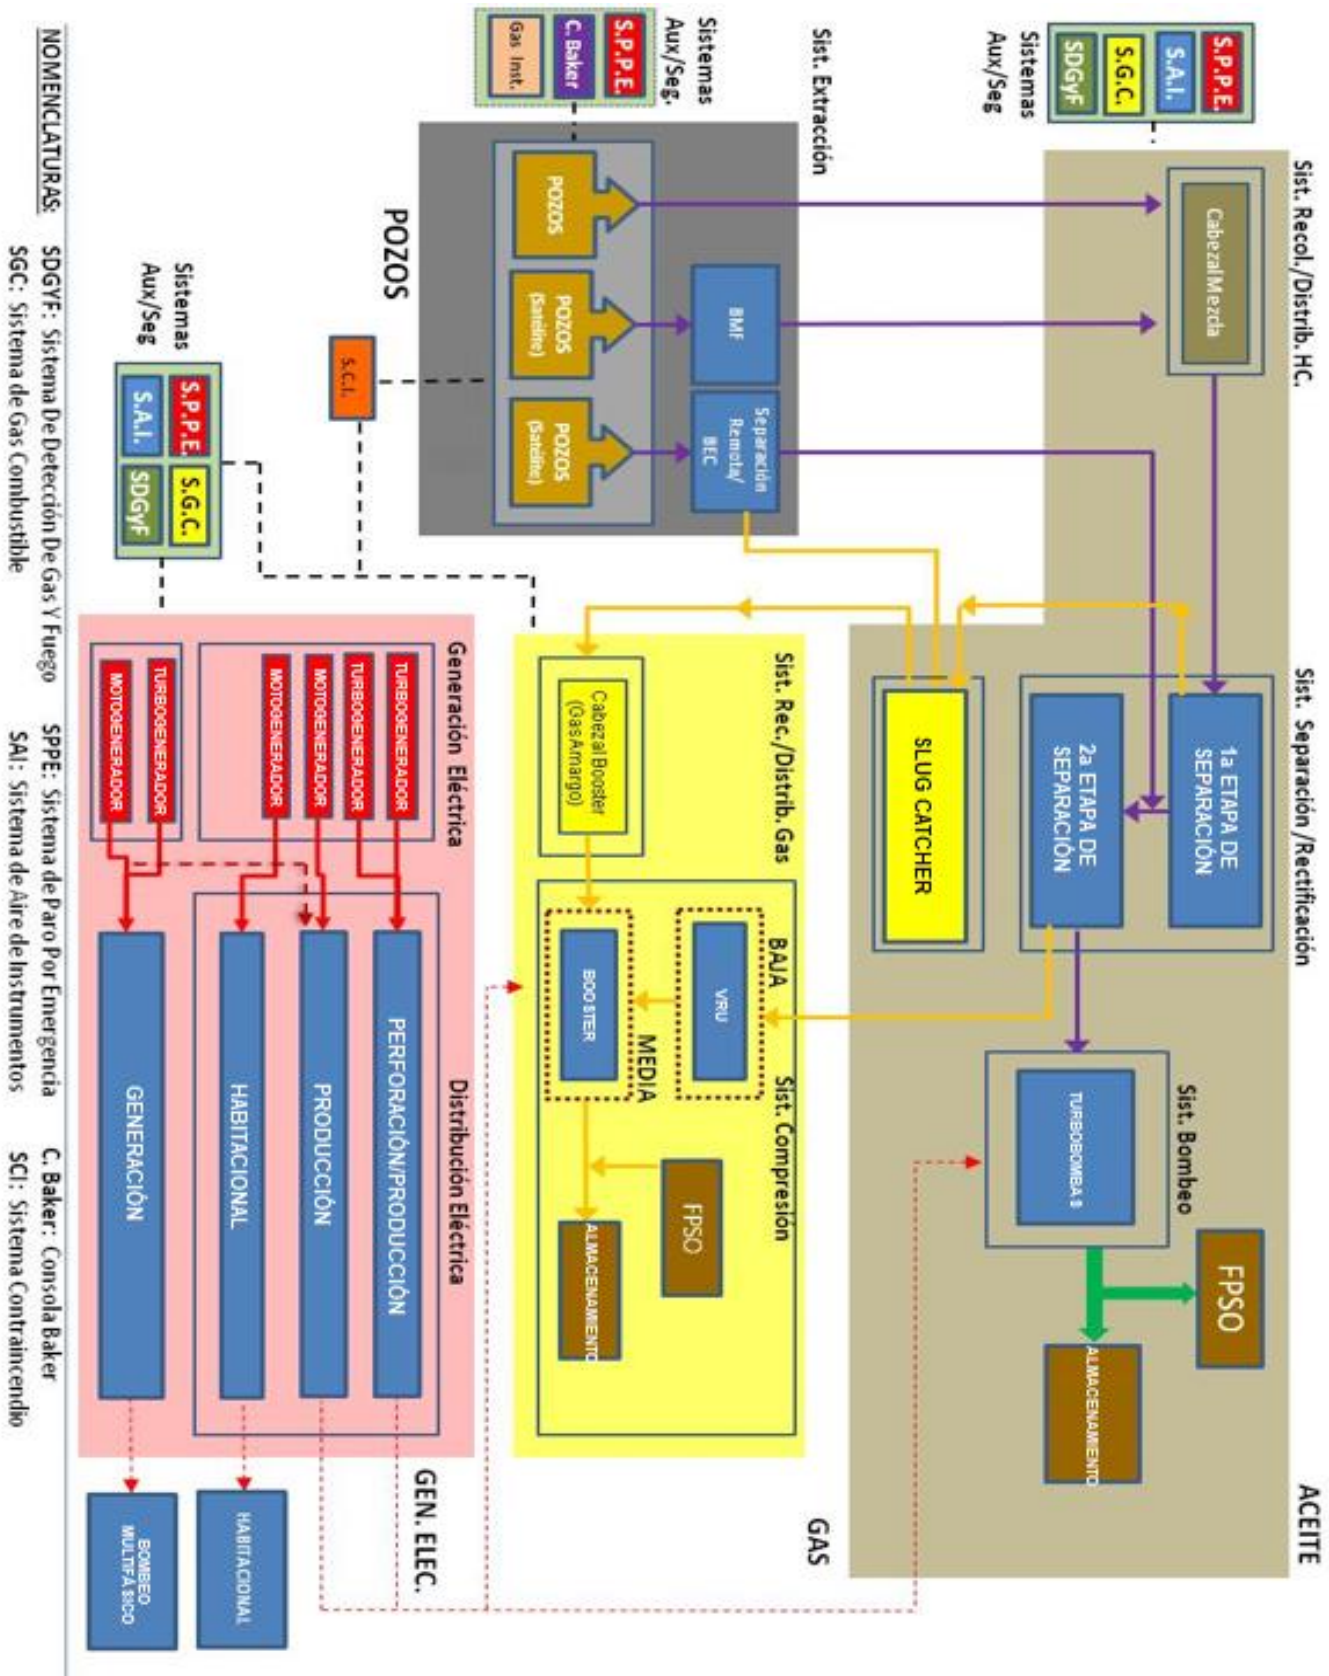 ACEITE
Sist. Recol./Distrib. HC.
Sist. Separación/Rectificación
Sist. Bombeo
S.P.P.E.
S.A.I.
S.G.C.
SDGyF
Sistemas
Aux/Seg
Cabezal Mezcla
1a ETAPA DE
SEPARACIÓN
2a ETAPA DE
SEPARACIÓN
SLUG CATCHER
TURBOBOMBAS
FPSO
ALMACENAMIENTO
GAS
Sist. Extracción
Sistemas
Aux/Seg.
S.P.P.E.
C. Baker
Gas Inst.
BMF
Separación
Remota/
BEC
POZOS
POZOS
(Satélite)
POZOS
(Satélite)
POZOS
Sist. Rec./Distrib. Gas
Sist. Compresión
Cabezal Booster
(Gas Amargo)
BAJA
VRU
MEDIA
BOOSTER
FPSO
ALMACENAMIENTO
S.C.I.
GEN. ELEC.
Sistemas
Aux/Seg
S.P.P.E.
S.G.C.
S.A.I.
SDGyF
Generación Eléctrica
Distribución Eléctrica
TURBOGENERADOR
TURBOGENERADOR
MOTOGENERADOR
MOTOGENERADOR
TURBOGENERADOR
MOTOGENERADOR
PERFORACIÓN/PRODUCCIÓN
PRODUCCIÓN
HABITACIONAL
GENERACIÓN
HABITACIONAL
BOMBEO
MULTIFÁSICO
NOMENCLATURAS:
SDGYF: Sistema De Detección De Gas Y Fuego
SPPE: Sistema de Paro Por Emergencia
C. Baker: Consola Baker
SGC: Sistema de Gas Combustible
SAI: Sistema de Aire de Instrumentos
SCI: Sistema Contraincendio